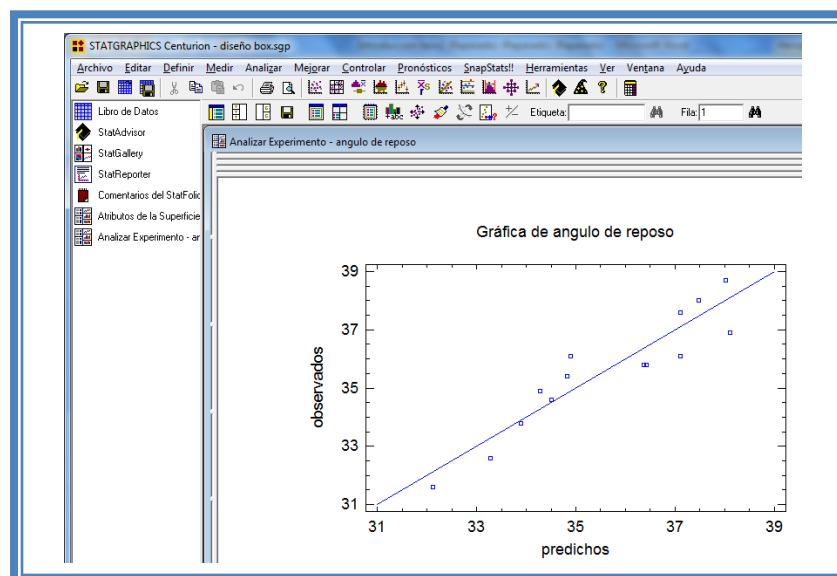 STATGRAPHICS Centurion - diseño box.sgp
Archivo Editar Definir Medir Analizar Mejorar Controlar Pronósticos SnapStats!! Herramientas Ver Ventana Ayuda
Etiqueta: Fila: 1
Libro de Datos
StatAdvisor
StatGallery
StatReporter
Comentarios del StatFolic
Atributos de la Superficie
Analizar Experimento - ar
Analizar Experimento - angulo de reposo
Gráfica de angulo de reposo
39
37
35
33
31
observados
31 33 35 37 39
predichos